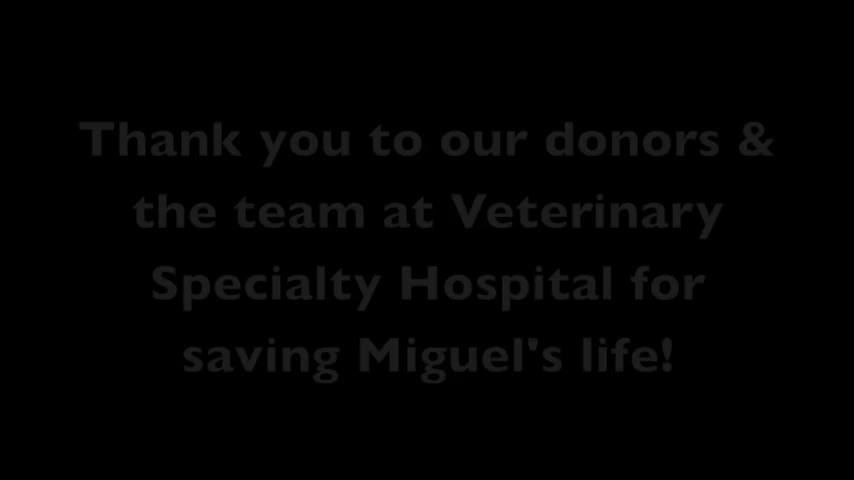 Thank you to our donors &
the team at Veterinary
Specialty Hospital for
saving Miguel's life!